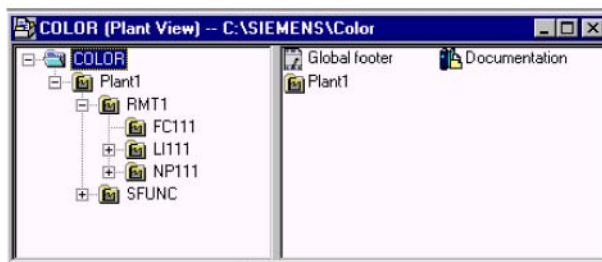 COLOR (Plant View) -- C:\SIEMENS\Color
COLOR
Plant1
RMT1
FC111
LI111
NP111
SFUNC
Global footer
Documentation
Plant1